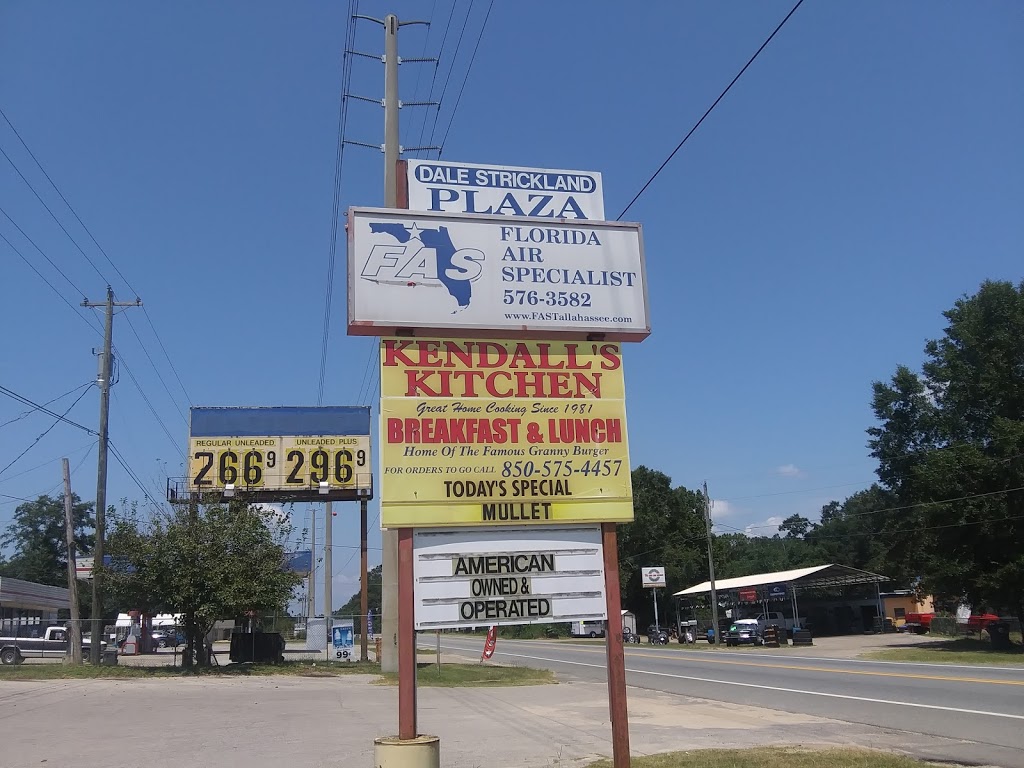 DALE STRICKLAND
PLAZA
FAS
FLORIDA
AIR
SPECIALIST
576-3582
www.FASTallahassee.com
KENDALL'S
KITCHEN
Great Home Cooking Since 1981
BREAKFAST & LUNCH
Home Of The Famous Granny Burger
FOR ORDERS TO GO CALL 850-575-4457
TODAY'S SPECIAL
MULLET
AMERICAN
OWNED &
OPERATED
REGULAR UNLEADED UNLEADED PLUS
2669 2969
99¢